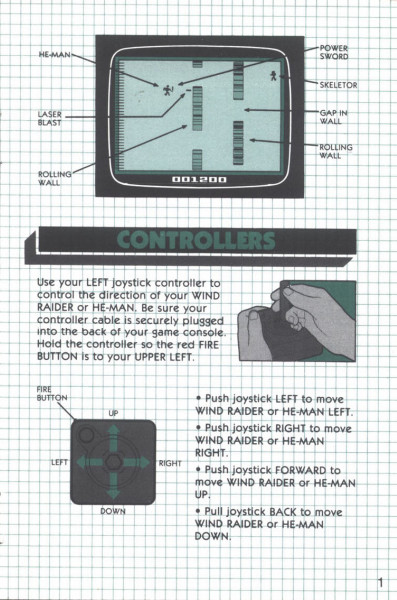 HE-MAN
POWER
SWORD
SKELETOR
LASER
BLAST
GAP IN
WALL
ROLLING
WALL
ROLLING
WALL
001200
CONTROLLERS
Use your LEFT joystick controller to
control the direction of your WIND
RAIDER or HE-MAN. Be sure your
controller cable is securely plugged
into the back of your game console.
Hold the controller so the red FIRE
BUTTON is to your UPPER LEFT.
FIRE
BUTTON
UP
LEFT
RIGHT
DOWN
• Push joystick LEFT to move
WIND RAIDER or HE-MAN LEFT.
• Push joystick RIGHT to move
WIND RAIDER or HE-MAN
RIGHT.
• Push joystick FORWARD to
move WIND RAIDER or HE-MAN
UP.
• Pull joystick BACK to move
WIND RAIDER or HE-MAN
DOWN.
1